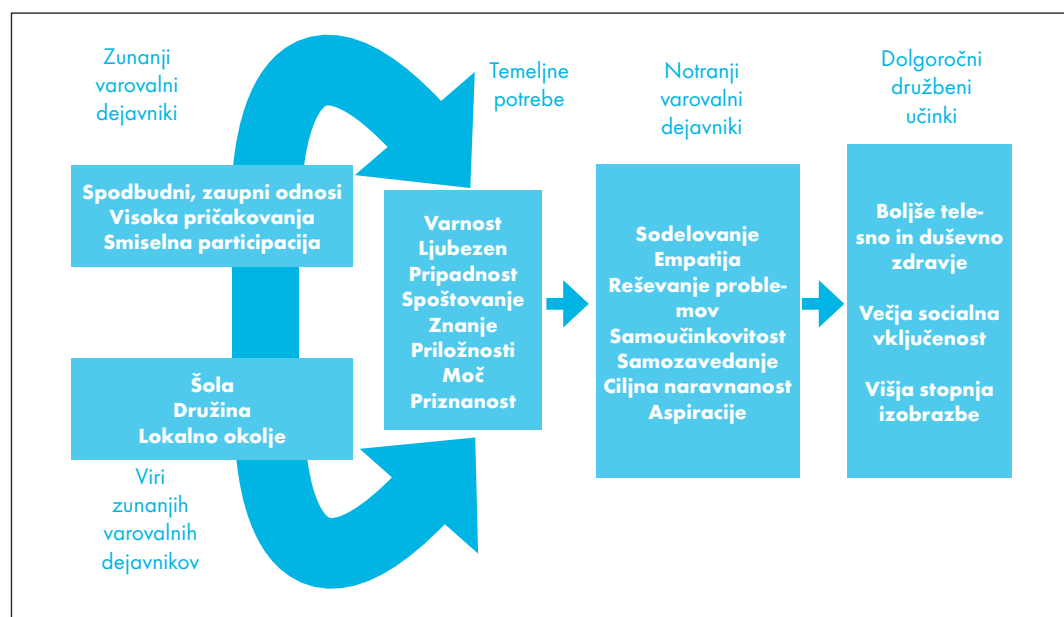 Zunanji
varovalni
dejavniki
Spodbudni, zaupni odnosi
Visoka pričakovanja
Smiselna participacija
Šola
Družina
Lokalno okolje
Viri
zunanjih
varovalnih
dejavnikov
Temeljne
potrebe
Varnost
Ljubezen
Pripadnost
Spoštovanje
Znanje
Priložnosti
Moč
Priznanost
Notranji
varovalni
dejavniki
Sodelovanje
Empatija
Reševanje proble-
mov
Samoučinkovitost
Samozavedanje
Ciljna naravnanost
Aspiracije
Dolgoročni
družbeni
učinki
Boljše tele-
sno in duševno
zdravje
Večja socialna
vključenost
Višja stopnja
izobrazbe